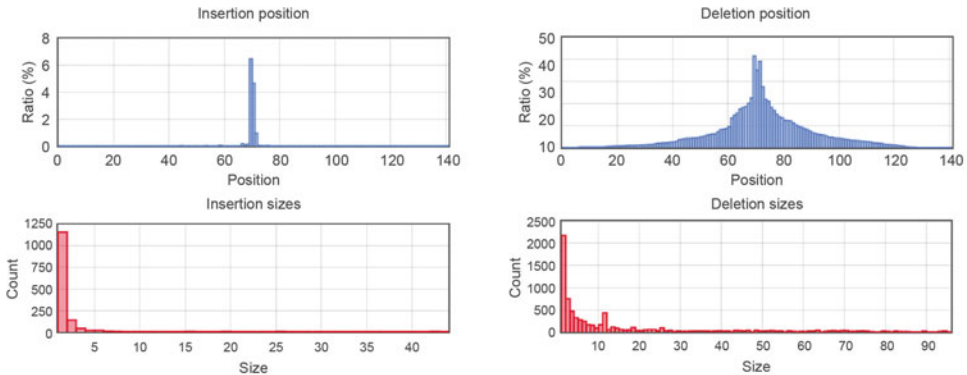 Insertion position
8
6
4
2
0
Ratio (%)
0 20 40 60 80 100 120 140
Position
Deletion position
50
40
30
20
10
Ratio (%)
0 20 40 60 80 100 120 140
Position
Insertion sizes
1250
1000
750
500
250
0
Count
5 10 15 20 25 30 35 40
Size
Deletion sizes
2500
2000
1500
1000
500
0
Count
10 20 30 40 50 60 70 80 90
Size